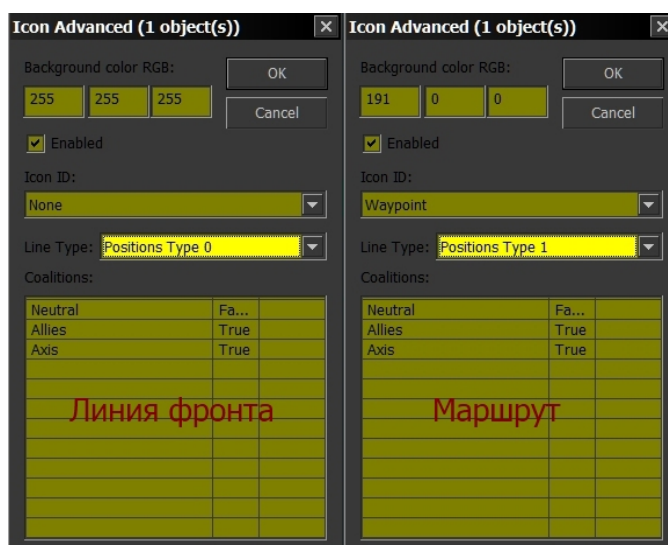 Icon Advanced (1 object(s))
Background color RGB:
OK
255 255 255
Cancel
Enabled
Icon ID:
None
Line Type: Positions Type 0
Coalitions:
Neutral Fa...
Allies True
Axis True
Линия фронта
Icon Advanced (1 object(s))
Background color RGB:
OK
191 0 0
Cancel
Enabled
Icon ID:
Waypoint
Line Type: Positions Type 1
Coalitions:
Neutral Fa...
Allies True
Axis True
Маршрут